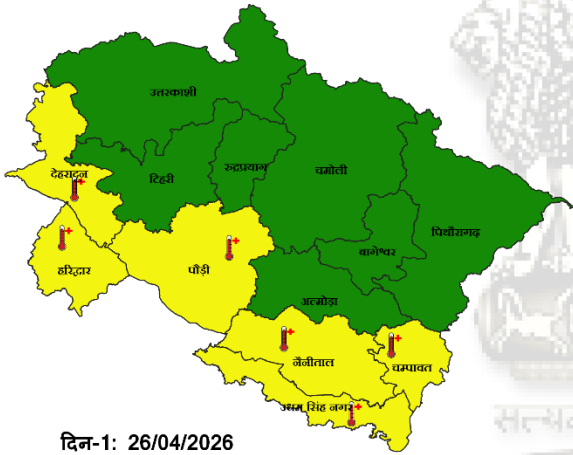 उत्तरकाशी
देहरादून
टिहरी
रुद्रप्रयाग
चमोली
हरिद्वार
पौड़ी
बागेश्वर
पिथौरागढ़
अल्मोड़ा
नैनीताल
चम्पावत
उधम सिंह नगर
दिन-1: 26/04/2026